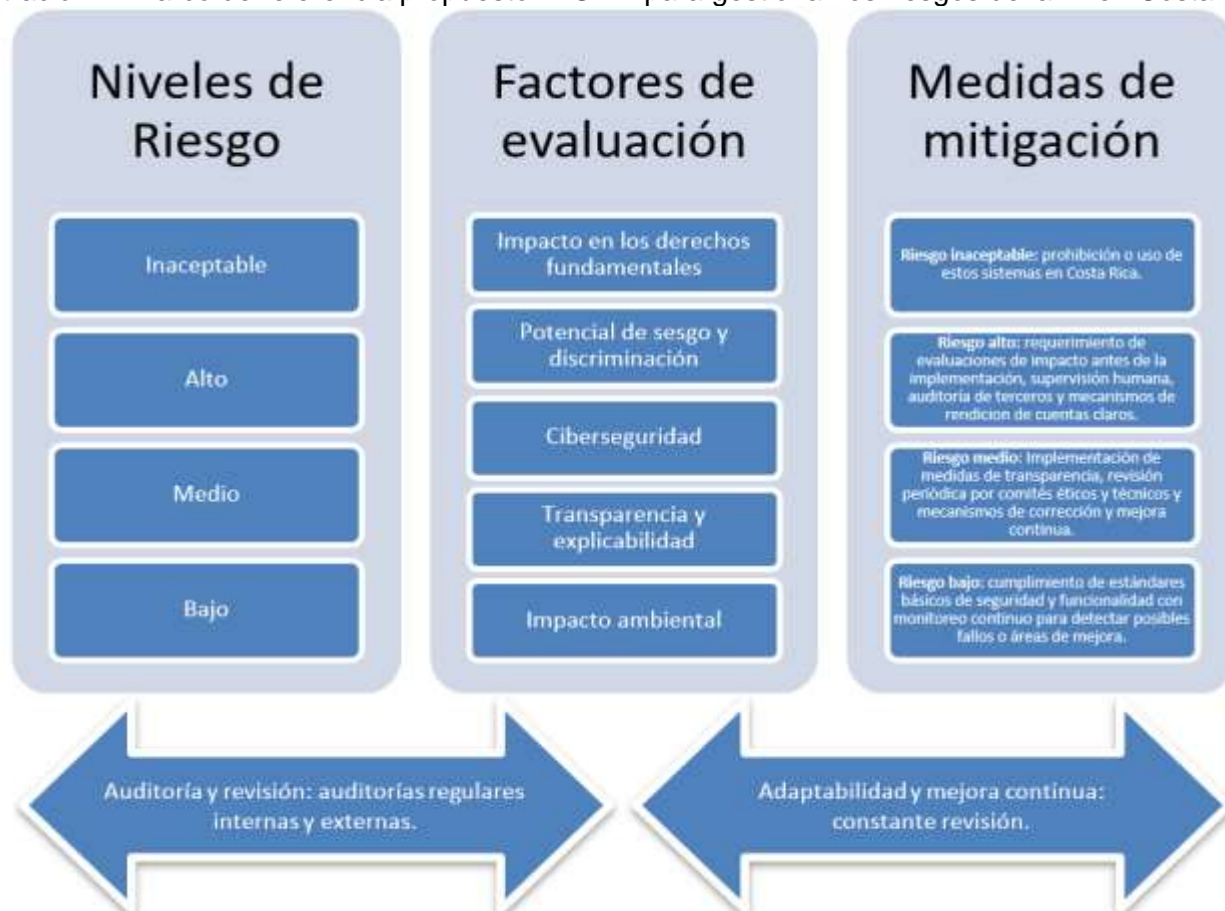 Niveles de
Riesgo
Inaceptable
Alto
Medio
Bajo
Factores de
evaluación
Impacto en los derechos
fundamentales
Potencial de sesgo y
discriminación
Ciberseguridad
Transparencia y
explicabilidad
Impacto ambiental
Medidas de
mitigación
Riesgo inaceptable: prohibición o uso de
estos sistemas en Costa Rica.
Riesgo alto: requerimiento de
evaluaciones de impacto antes de la
implementación, supervisión humana,
auditoría de terceros y mecanismos de
rendición de cuentas claros.
Riesgo medio: Implementación de
medidas de transparencia, revisión
periódica por comités éticos y técnicos y
mecanismos de corrección y mejora
continua.
Riesgo bajo: cumplimiento de estándares
básicos de seguridad y funcionalidad con
monitoreo continuo para detectar posibles
fallos o áreas de mejora.
Auditoría y revisión: auditorías regulares
internas y externas.
Adaptabilidad y mejora continua:
constante revisión.